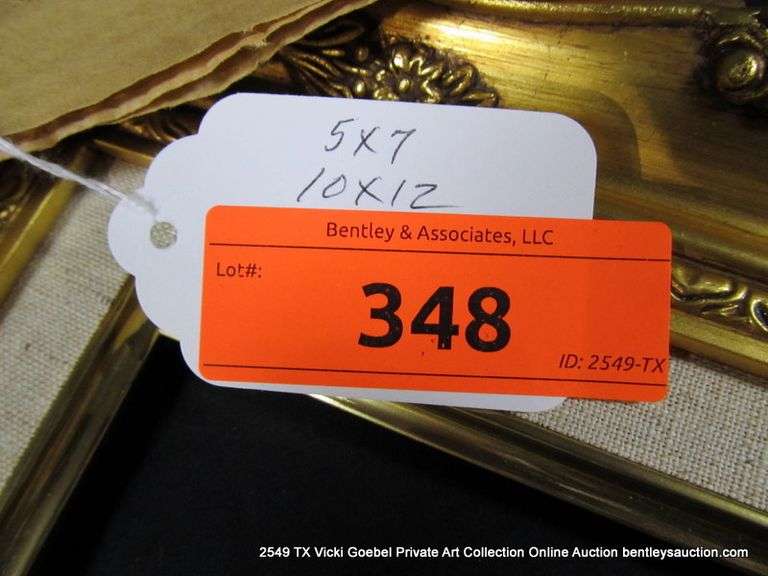 5X7
10X12
Bentley & Associates, LLC
Lot#:
348
ID: 2549-TX
2549 TX Vicki Goebel Private Art Collection Online Auction bentleysauction.com